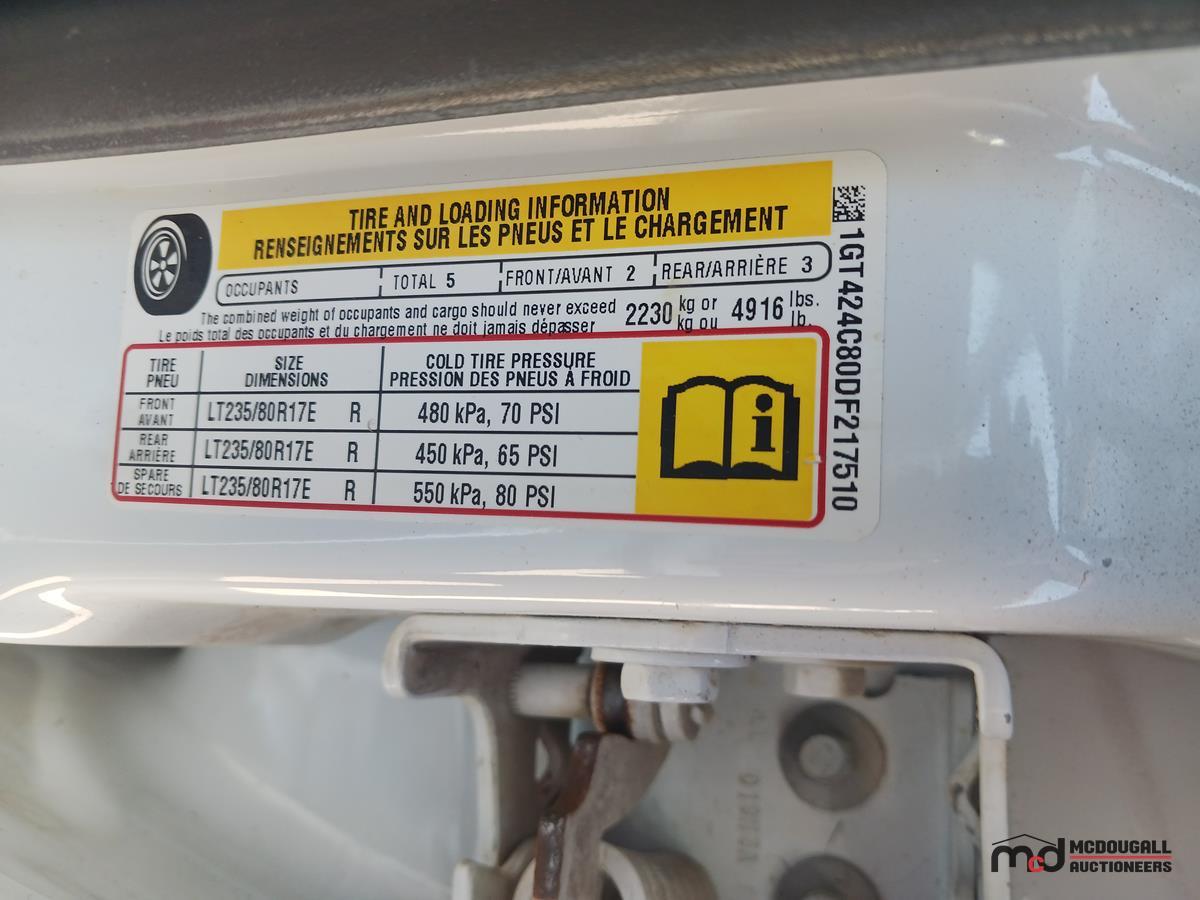 TIRE AND LOADING INFORMATION
RENSEIGNEMENTS SUR LES PNEUS ET LE CHARGEMENT
OCCUPANTS TOTAL 5 FRONT/AVANT 2 REAR/ARRIÈRE 3
The combined weight of occupants and cargo should never exceed 2230 kg or 4916 lbs.
Le poids total des occupants et du chargement ne doit jamais dépasser kg ou lb.
TIRE SIZE COLD TIRE PRESSURE
PNEU DIMENSIONS PRESSION DES PNEUS À FROID
FRONT
AVANT LT235/80R17E R 480 kPa, 70 PSI
REAR
ARRIÈRE LT235/80R17E R 450 kPa, 65 PSI
SPARE
DE SECOURS LT235/80R17E R 550 kPa, 80 PSI
i
1GT424C80DF217510
mcd MCDOUGALL
AUCTIONEERS